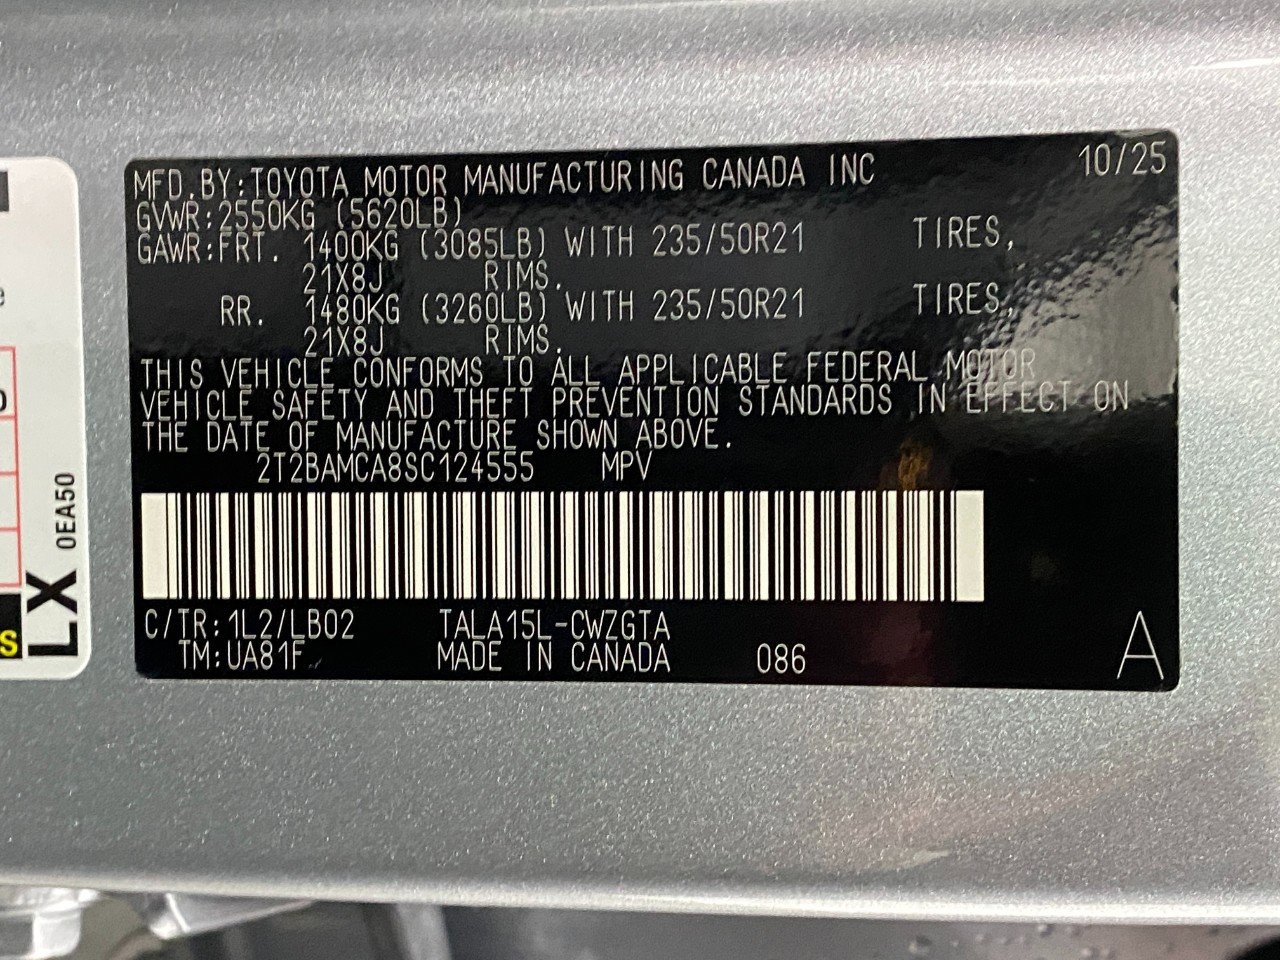 MFD.BY:TOYOTA MOTOR MANUFACTURING CANADA INC 10/25
GVWR:2550KG (5620LB)
GAWR:FRT. 1400KG (3085LB) WITH 235/50R21 TIRES,
21X8J RIMS.
RR. 1480KG (3260LB) WITH 235/50R21 TIRES,
21X8J RIMS.
THIS VEHICLE CONFORMS TO ALL APPLICABLE FEDERAL MOTOR
VEHICLE SAFETY AND THEFT PREVENTION STANDARDS IN EFFECT ON
THE DATE OF MANUFACTURE SHOWN ABOVE.
2T2BAMCA8SC124555 MPV
C/TR:1L2/LB02 TALA15L-CWZGTA
TM:UA81F MADE IN CANADA 086
A
LX 0EA50